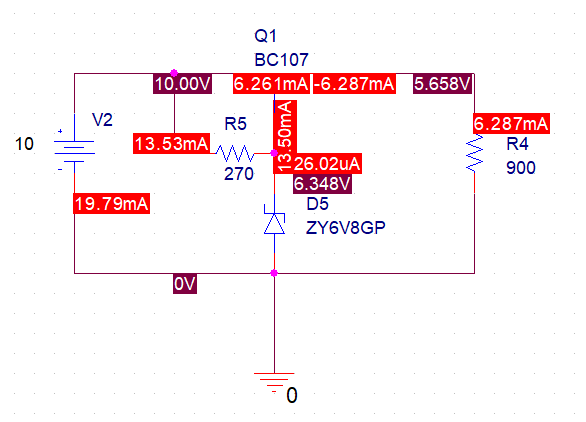 Q1
BC107
10.00V
6.261mA
-6.287mA
5.658V
V2
10
+
-
13.53mA
R5
270
13.50mA
26.02uA
6.348V
6.287mA
R4
900
19.79mA
D5
ZY6V8GP
0V
0